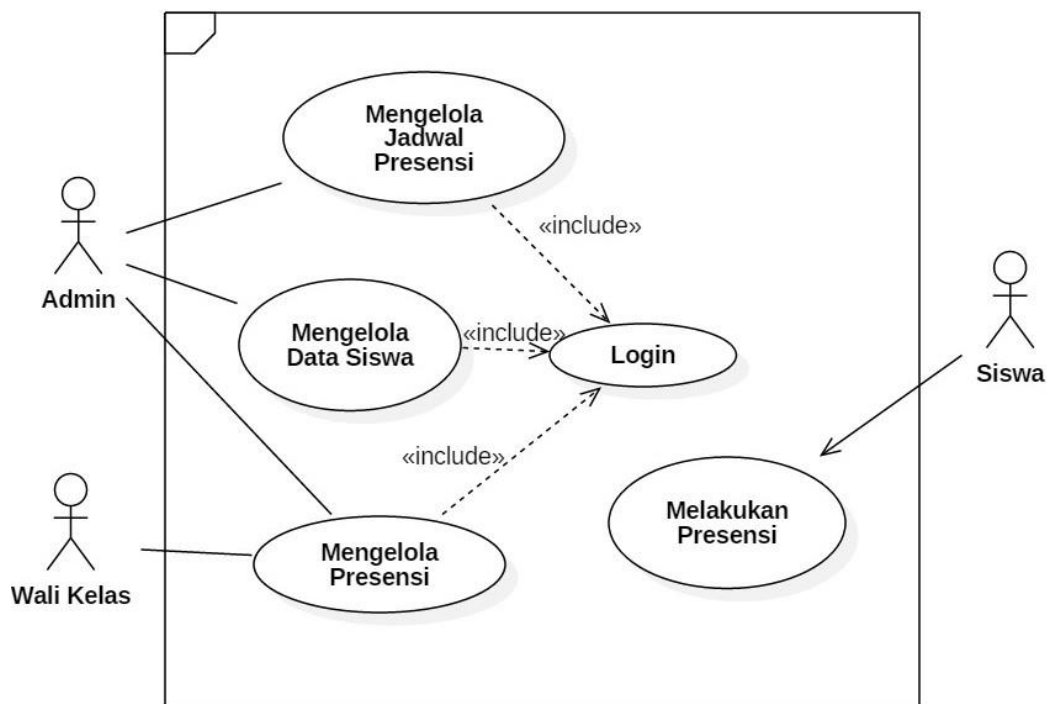 Mengelola
Jadwal
Presensi
«include»
Admin
Mengelola
Data Siswa
«include»
Login
Siswa
«include»
Melakukan
Presensi
Mengelola
Presensi
Wali Kelas